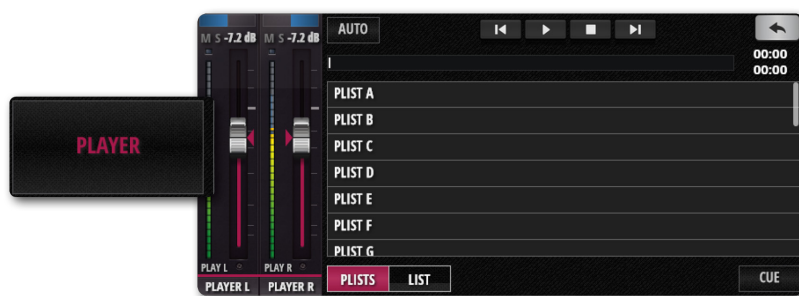 PLAYER
M S -7.2 dB M S -7.2 dB
PLAY L PLAY R
PLAYER L PLAYER R
AUTO
00:00
00:00
PLIST A
PLIST B
PLIST C
PLIST D
PLIST E
PLIST F
PLIST G
PLISTS LIST CUE